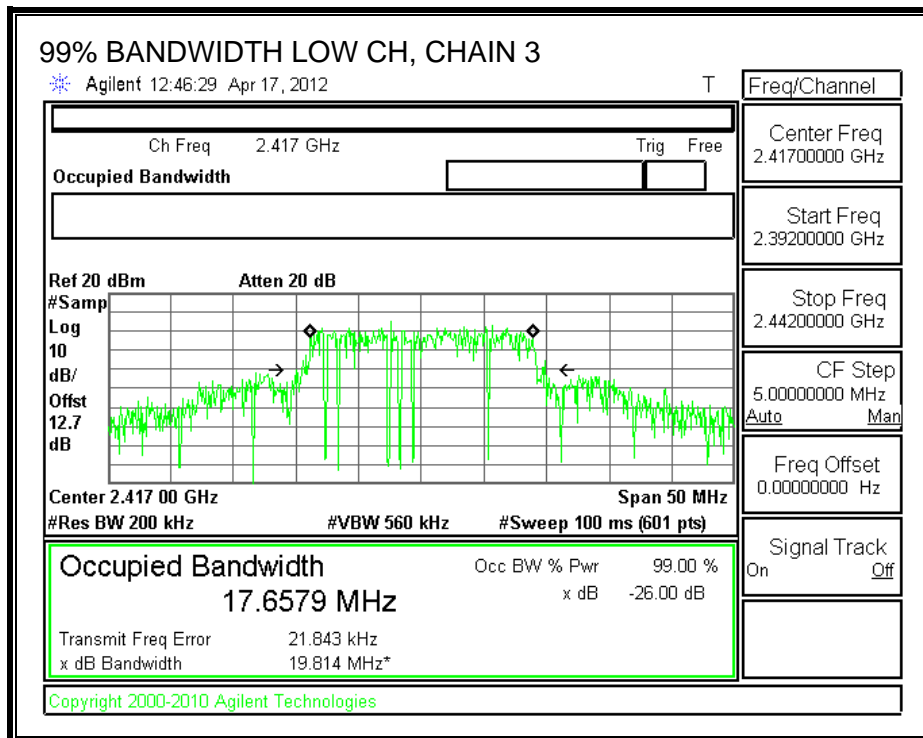 99% BANDWIDTH LOW CH, CHAIN 3
Agilent 12:46:29 Apr 17, 2012 T
Freq/Channel
Ch Freq 2.417 GHz Trig Free
Occupied Bandwidth
Center Freq
2.41700000 GHz
Start Freq
2.39200000 GHz
Stop Freq
2.44200000 GHz
CF Step
5.00000000 MHz
Auto Man
Freq Offset
0.00000000 Hz
Signal Track
On Off
Ref 20 dBm Atten 20 dB
#Samp
Log
10
dB/
Offst
12.7
dB
Center 2.417 00 GHz Span 50 MHz
#Res BW 200 kHz #VBW 560 kHz #Sweep 100 ms (601 pts)
Occupied Bandwidth Occ BW % Pwr 99.00 %
17.6579 MHz x dB -26.00 dB
Transmit Freq Error 21.843 kHz
x dB Bandwidth 19.814 MHz*
Copyright 2000-2010 Agilent Technologies